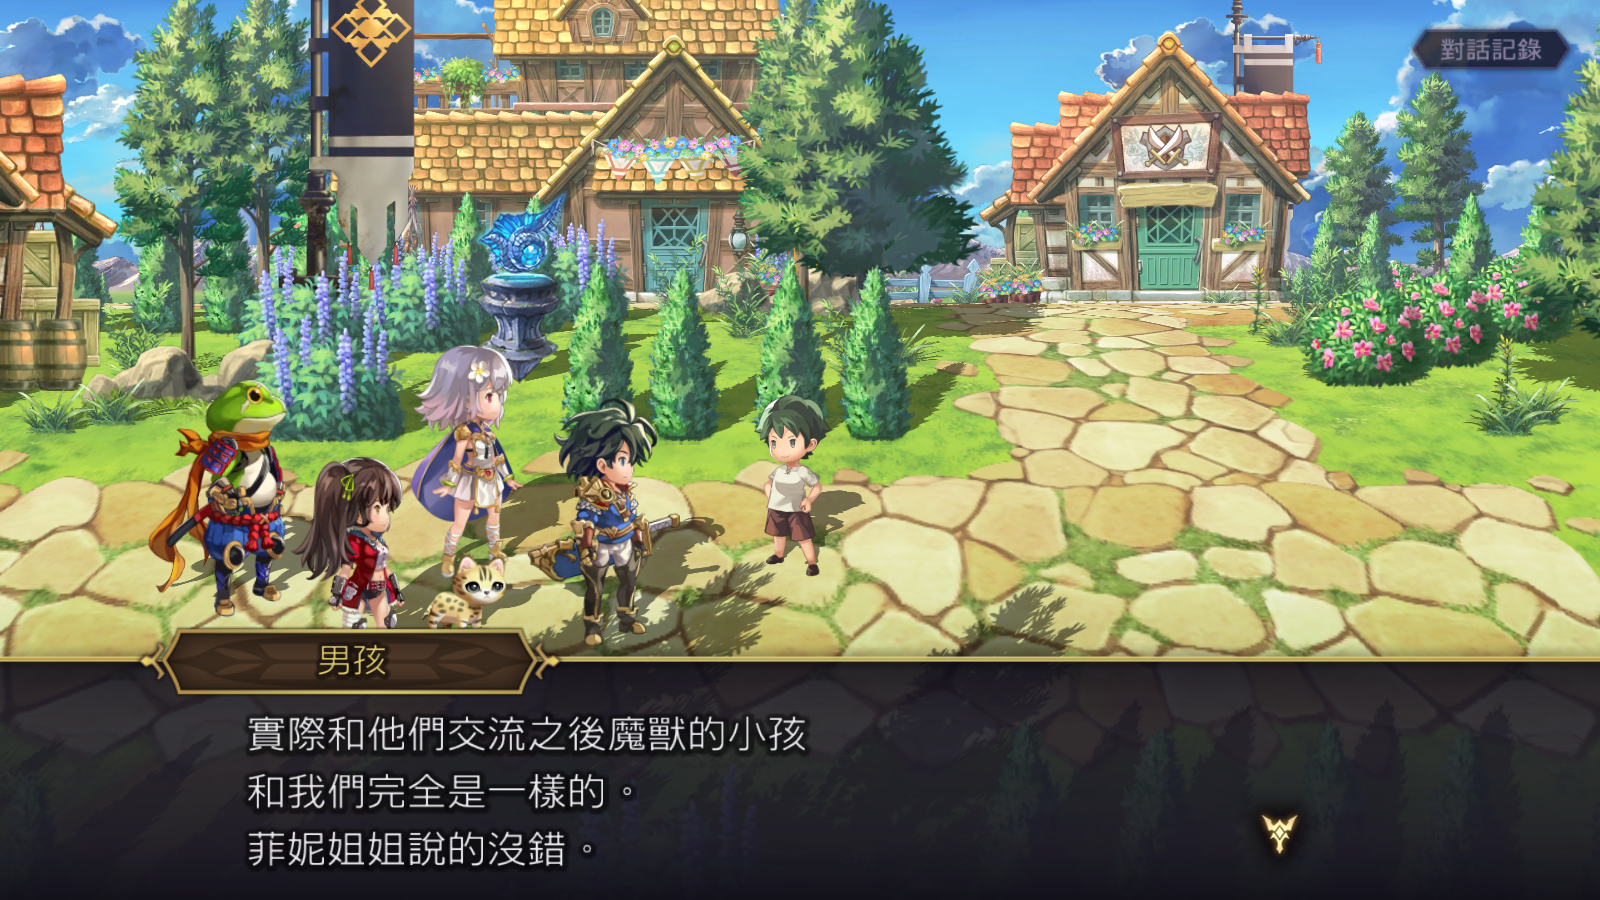 對話記錄
男孩
實際和他們交流之後魔獸的小孩
和我們完全是一樣的。
菲妮姐姐說的沒錯。